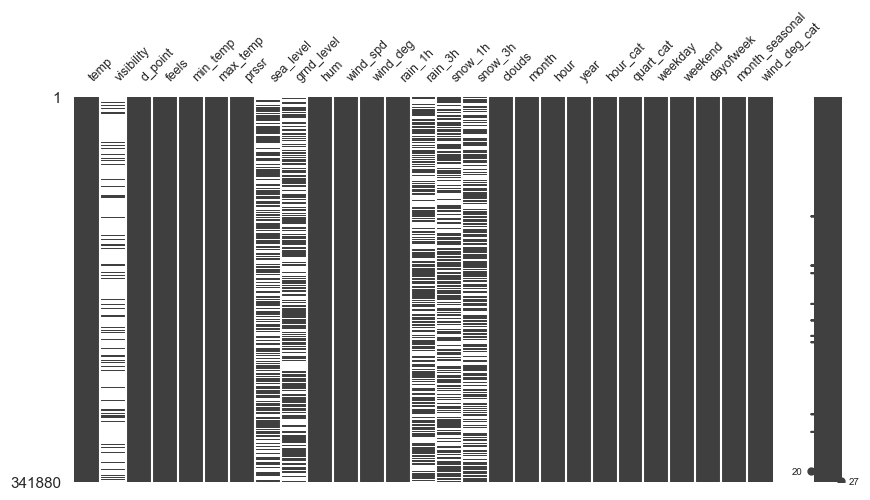 temp
visibility
d_point
feels
min_temp
max_temp
prssr
sea_level
grnd_level
hum
wind_spd
wind_deg
rain_1h
rain_3h
snow_1h
snow_3h
clouds
month
hour
year
hour_cat
quart_cat
weekday
weekend
dayofweek
month_seasonal
wind_deg_cat
1
341880
20
27